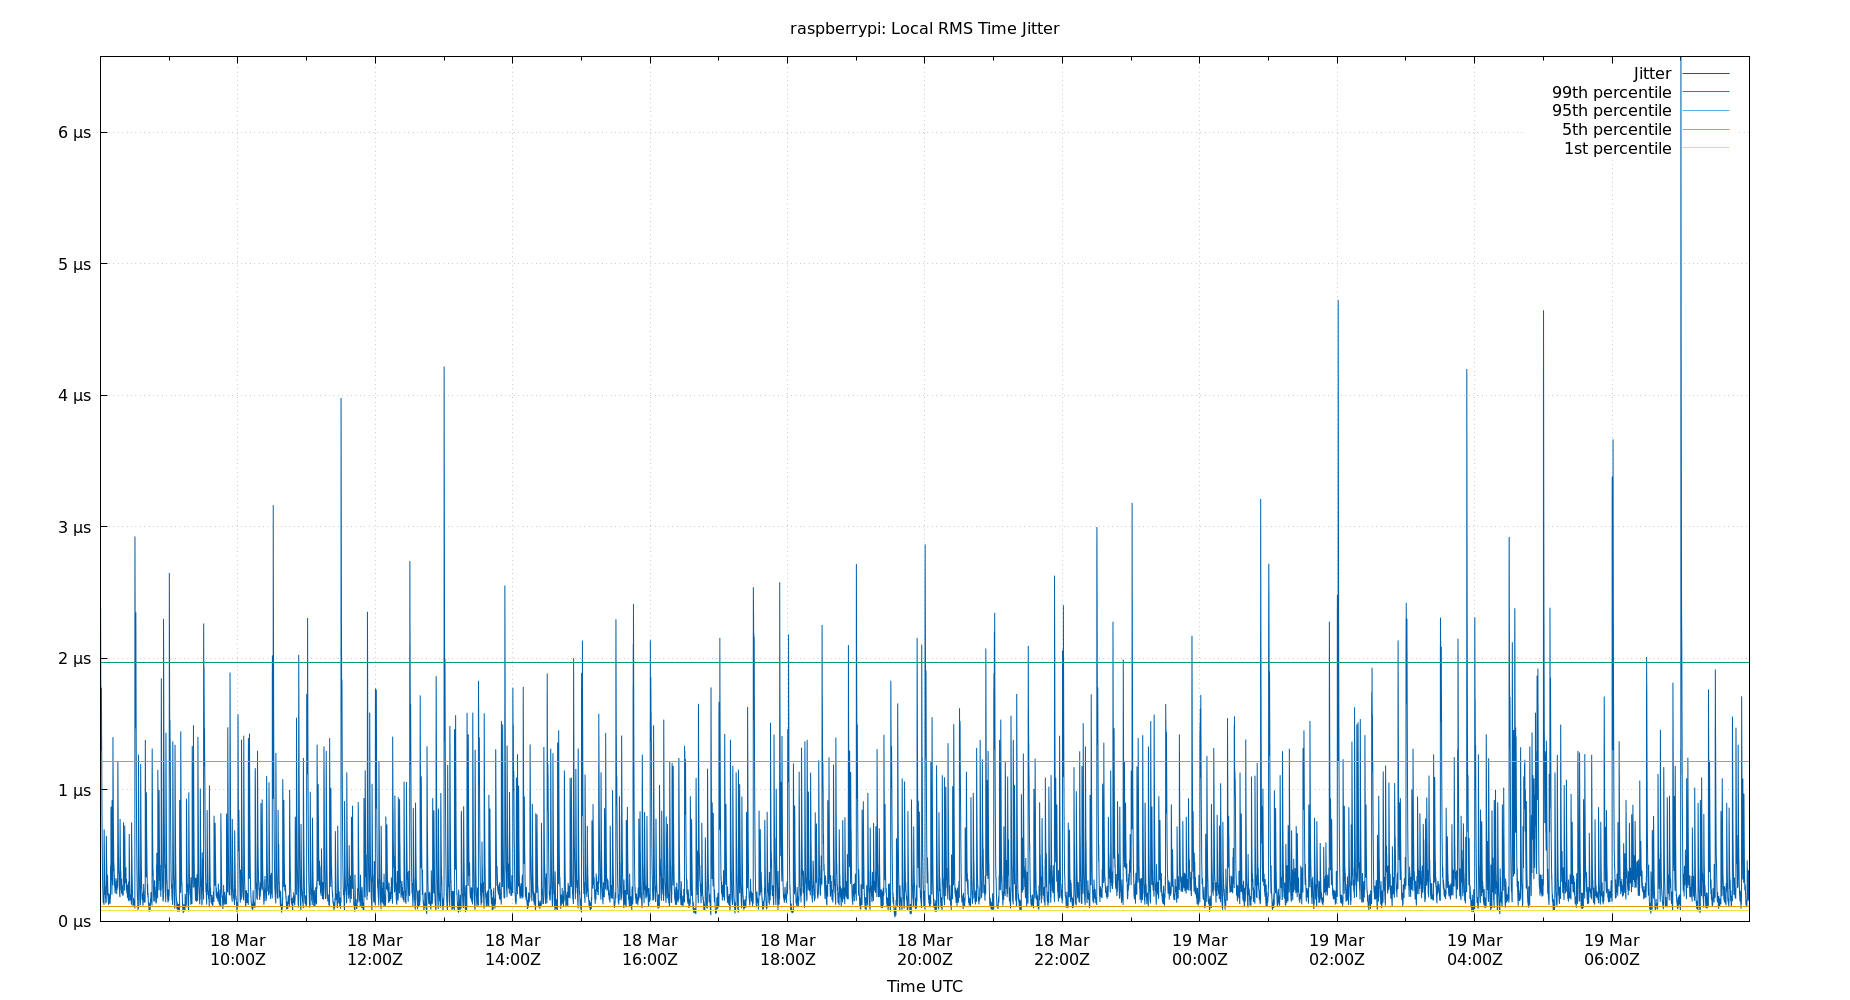 raspberrypi: Local RMS Time Jitter
Jitter
99th percentile
95th percentile
5th percentile
1st percentile
6 µs
5 µs
4 µs
3 µs
2 µs
1 µs
0 µs
18 Mar 18 Mar 18 Mar 18 Mar 18 Mar 18 Mar 18 Mar 19 Mar 19 Mar 19 Mar 19 Mar
10:00Z 12:00Z 14:00Z 16:00Z 18:00Z 20:00Z 22:00Z 00:00Z 02:00Z 04:00Z 06:00Z
Time UTC